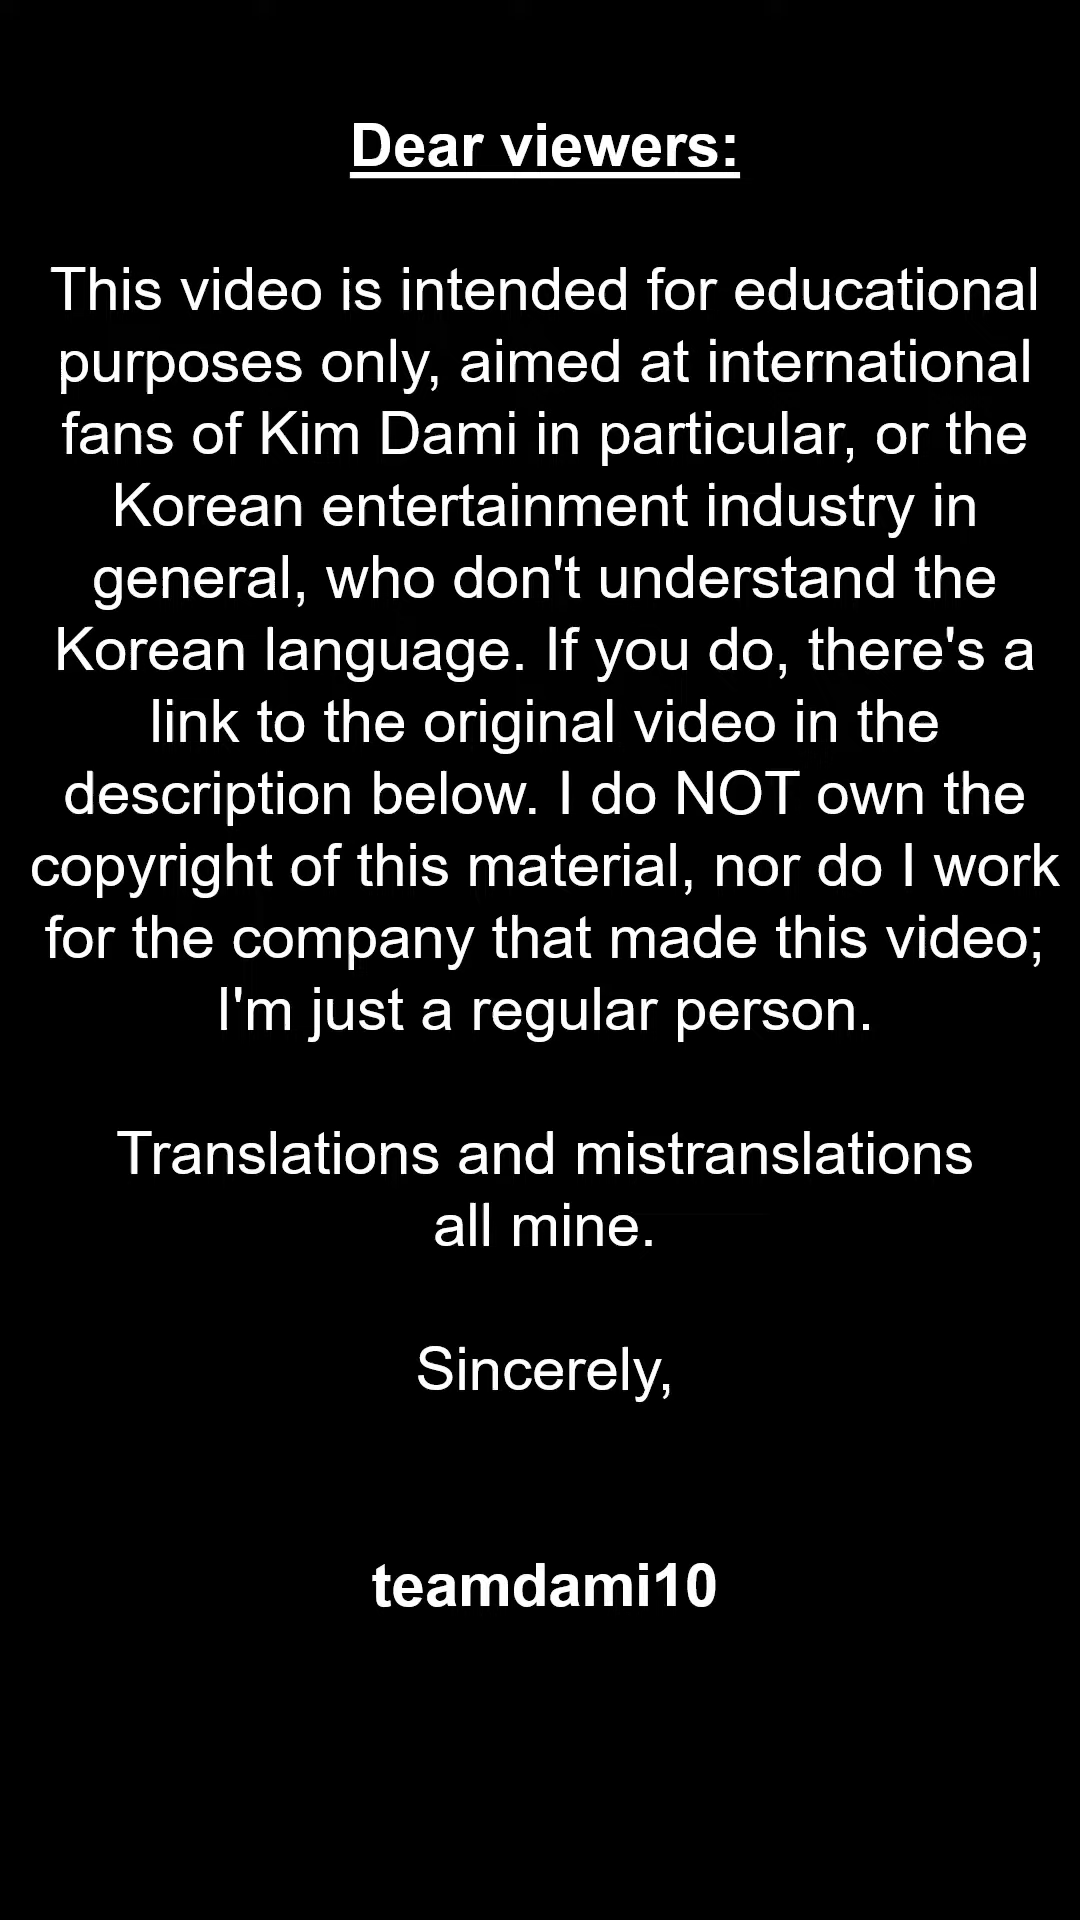 Dear viewers:
This video is intended for educational
purposes only, aimed at international
fans of Kim Dami in particular, or the
Korean entertainment industry in
general, who don't understand the
Korean language. If you do, there's a
link to the original video in the
description below. I do NOT own the
copyright of this material, nor do I work
for the company that made this video;
I'm just a regular person.
Translations and mistranslations
all mine.
Sincerely,
teamdami10